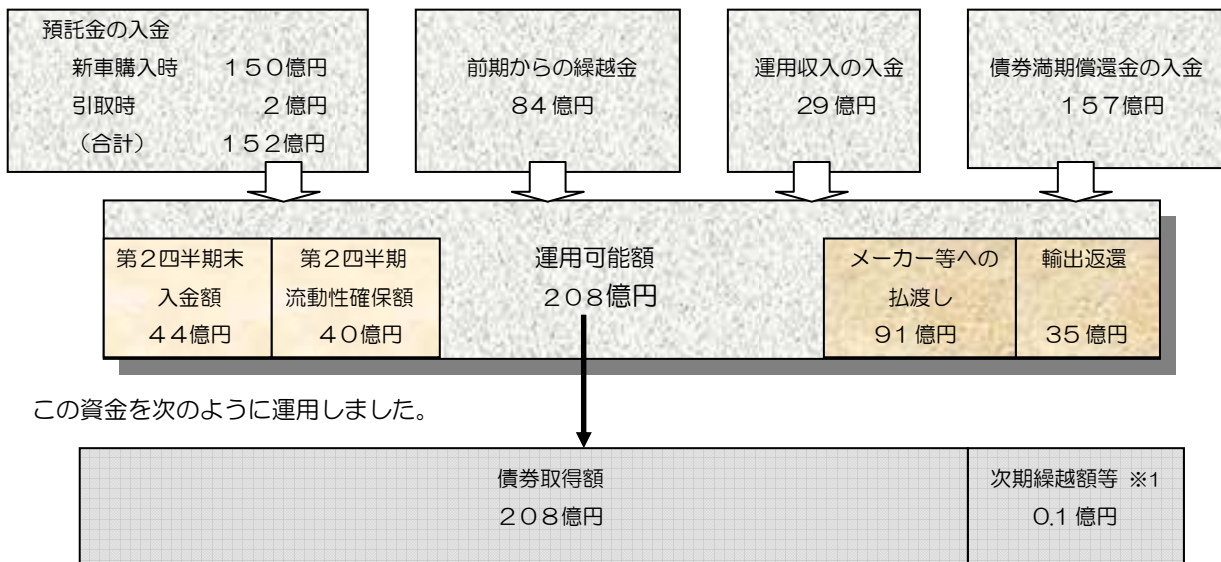 預託金の入金
新車購入時 150億円
引取時 2億円
(合計) 152億円
前期からの繰越金
84億円
運用収入の入金
29億円
債券満期償還金の入金
157億円
第2四半期末
入金額
44億円
第2四半期
流動性確保額
40億円
運用可能額
208億円
メーカー等への
払渡し
91億円
輸出返還
35億円
この資金を次のように運用しました。
債券取得額
208億円
次期繰越額等 ※1
0.1億円